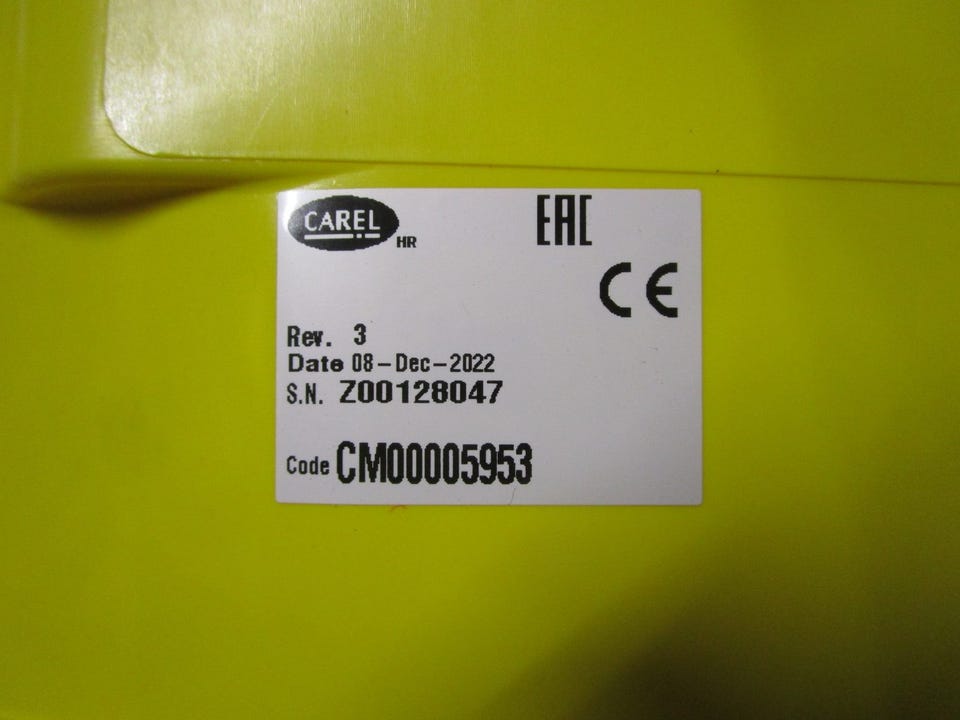 CAREL HR
EAC
CE
Rev. 3
Date 08-Dec-2022
S.N. Z00128047
Code CM00005953